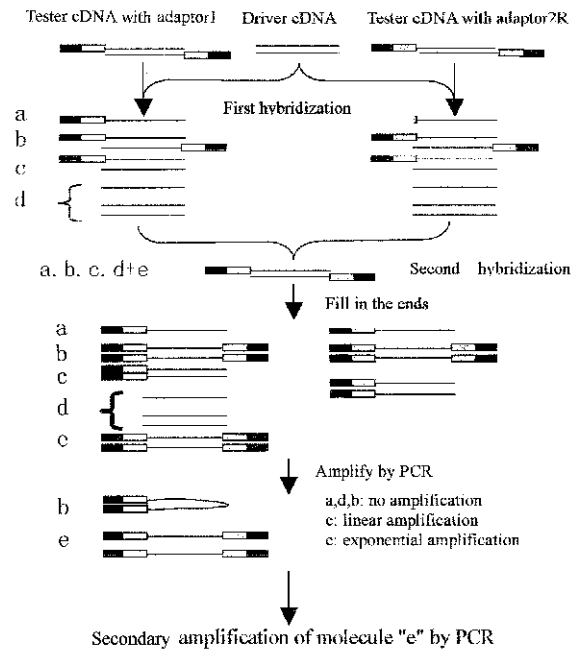 Tester cDNA with adaptor1
Driver cDNA
Tester cDNA with adaptor2R
First hybridization
a
b
c
d
a. b. c. d+e
Second hybridization
Fill in the ends
a
b
c
d
e
Amplify by PCR
b
e
a,d,b: no amplification
c: linear amplification
e: exponential amplification
Secondary amplification of molecule "e" by PCR